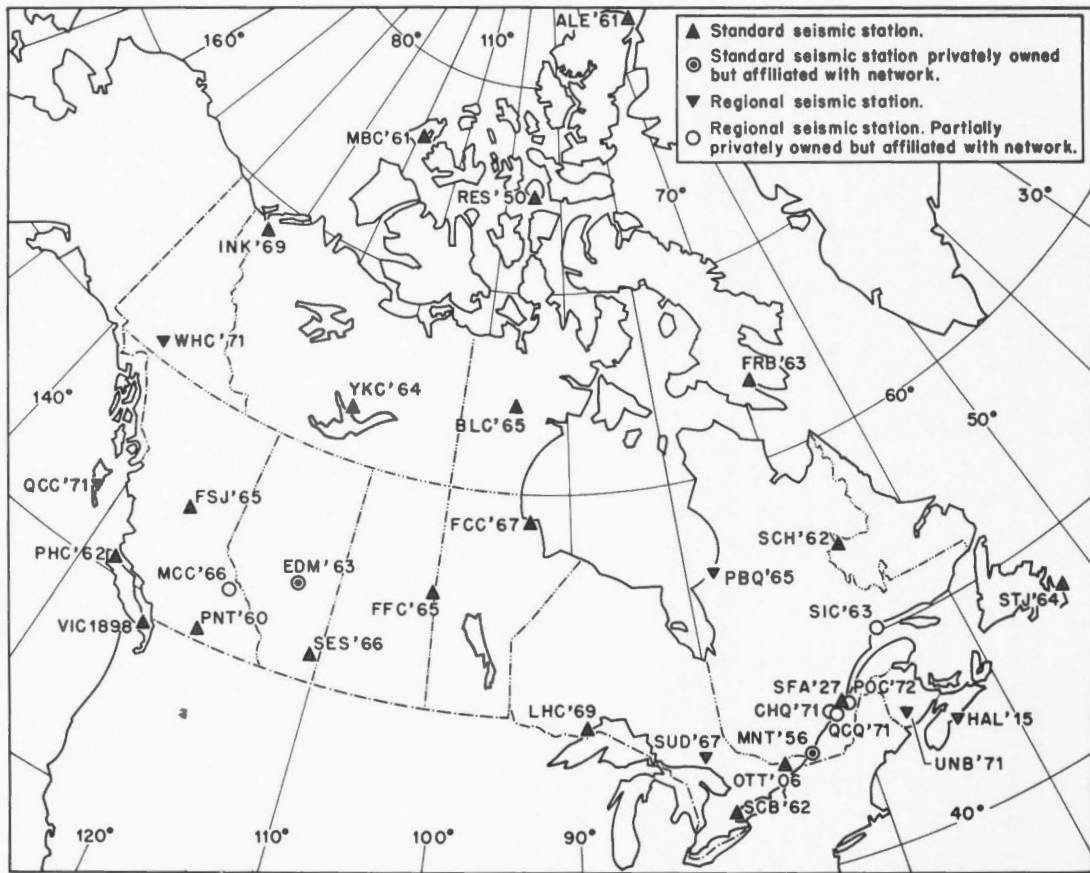 ALE'61
▲ Standard seismic station.
Standard seismic station privately owned
but affiliated with network.
▼ Regional seismic station.
Regional seismic station. Partially
privately owned but affiliated with network.
160°
80°
110°
MBC'61
RES'50
70°
30°
INK'69
WHC'71
140°
YKC'64
BLC'65
FRB'63
60°
50°
QCC'71
FSJ'65
FCC'67
SCH'62
PHC'62
MCC'66
EDM'63
FFC'65
PBQ'65
STJ'64
VIC1898
PNT'60
SES'66
SIC'63
SFA'27
POC'72
CHQ'71
QCQ'71
HAL'15
LHC'69
SUD'67
MNT'56
UNB'71
OTT'06
SCB'62
40°
120°
110°
100°
90°